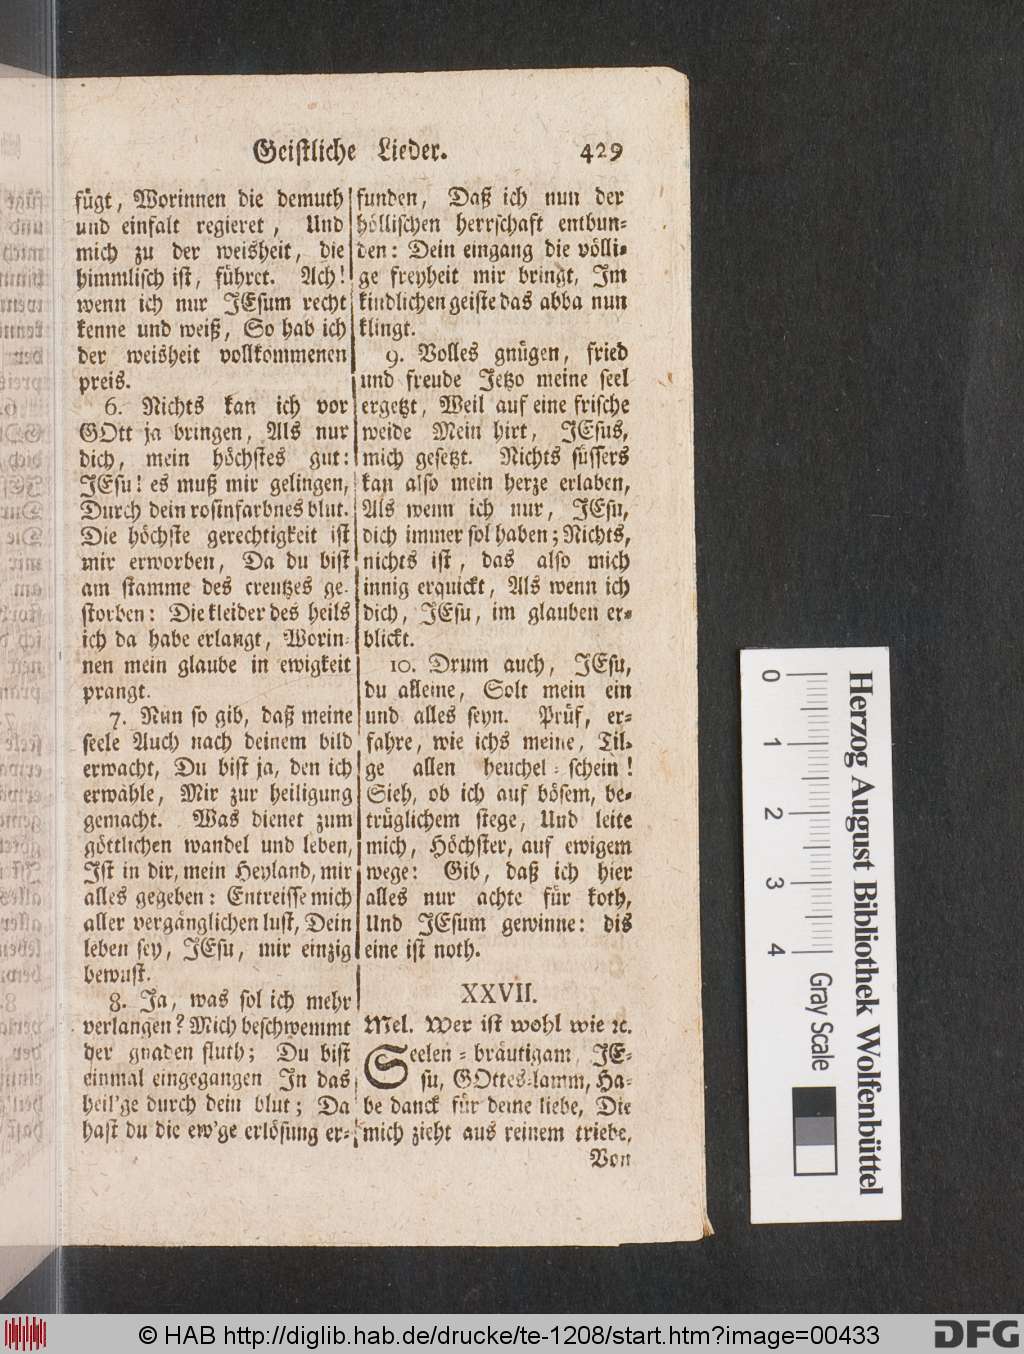 Geistliche Lieder. 429
fügt, Worinnen die demuth
und einfalt regieret, Und
mich zu der weisheit, die
himmlisch ist, führet. Ach!
wenn ich nur JEsum recht
kenne und weiß, So hab ich
der weisheit vollkommenen
preis.
6. Nichts kan ich vor
GOtt ja bringen, Als nur
dich, mein höchstes gut:
JEsu! es muß mir gelingen,
Durch dein rosinfarbnes blut.
Die höchste gerechtigkeit ist
mir erworben, Da du bist
am stamme des creutzes ge-
storben: Die kleider des heils
ich da habe erlangt, Worin-
nen mein glaube in ewigkeit
prangt.
7. Nun so gib, daß meine
seele Auch nach deinem bild
erwacht, Du bist ja, den ich
erwähle, Mir zur heiligung
gemacht. Was dienet zum
göttlichen wandel und leben,
Ist in dir, mein Heyland, mir
alles gegeben: Entreisse mich
aller vergänglichen lust, Dein
leben sey, JEsu, mir einzig
bewust.
8. Ja, was sol ich mehr
verlangen? Mich beschwemmt
der gnaden fluth; Du bist
einmal eingegangen In das
heil'ge durch dein blut; Da
hast du die ew'ge erlösung er-
funden, Daß ich nun der
höllischen herrschaft entbun-
den: Dein eingang die völli-
ge freyheit mir bringt, Im
kindlichen geiste das abba nun
klingt.
9. Volles gnügen, fried
und freude Jetzo meine seel
ergetzt, Weil auf eine frische
weide Mein hirt, JEsus,
mich gesetzt. Nichts süssers
kan also mein herze erlaben,
Als wenn ich nur, JEsu,
dich immer sol haben; Nichts,
nichts ist, das also mich
innig erquickt, Als wenn ich
dich, JEsu, im glauben er-
blickt.
10. Drum auch, JEsu,
du alleine, Solt mein ein
und alles seyn. Prüf, er-
fahre, wie ichs meine, Til-
ge allen heuchel-schein!
Sieh, ob ich auf bösem, be-
trüglichem stege, Und leite
mich, Höchster, auf ewigem
wege: Gib, daß ich hier
alles nur achte für koth,
Und JEsum gewinne: dis
eine ist noth.
XXVII.
Mel. Wer ist wohl wie ꝛc.
Seelen-bräutigam, JE-
su, GOttes-lamm, Ha-
be danck für deine liebe, Die
mich zieht aus reinem triebe,
Von
0 1 2 3 4
Gray Scale
Herzog August Bibliothek Wolfenbüttel
© HAB http://diglib.hab.de/drucke/te-1208/start.htm?image=00433
DFG